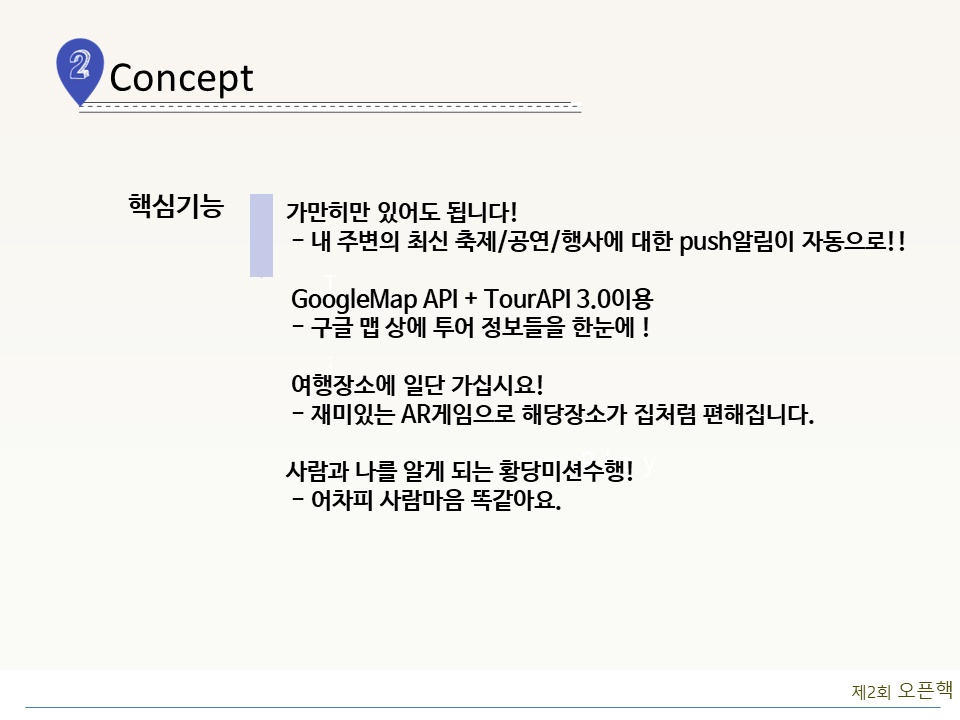 2
Concept
핵심기능
가만히만 있어도 됩니다!
- 내 주변의 최신 축제/공연/행사에 대한 push알림이 자동으로!!
GoogleMap API + TourAPI 3.0이용
- 구글 맵 상에 투어 정보들을 한눈에 !
여행장소에 일단 가십시요!
- 재미있는 AR게임으로 해당장소가 집처럼 편해집니다.
사람과 나를 알게 되는 황당미션수행!
- 어차피 사람마음 똑같아요.
제2회 오픈핵